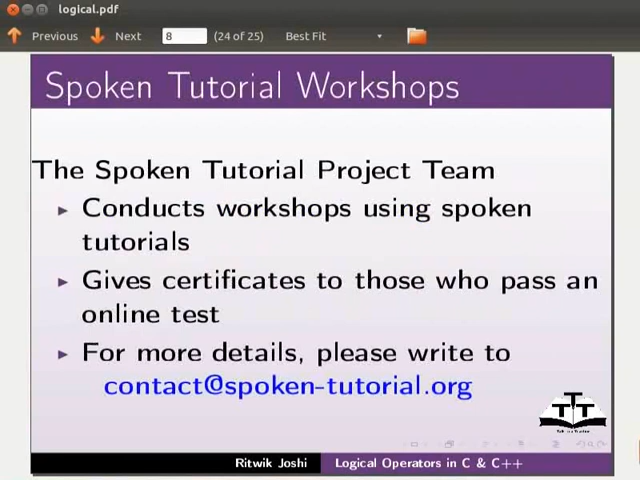 logical.pdf
Previous Next 8 (24 of 25) Best Fit
Spoken Tutorial Workshops
The Spoken Tutorial Project Team
Conducts workshops using spoken
tutorials
Gives certificates to those who pass an
online test
For more details, please write to
contact@spoken-tutorial.org
Ritwik Joshi Logical Operators in C & C++